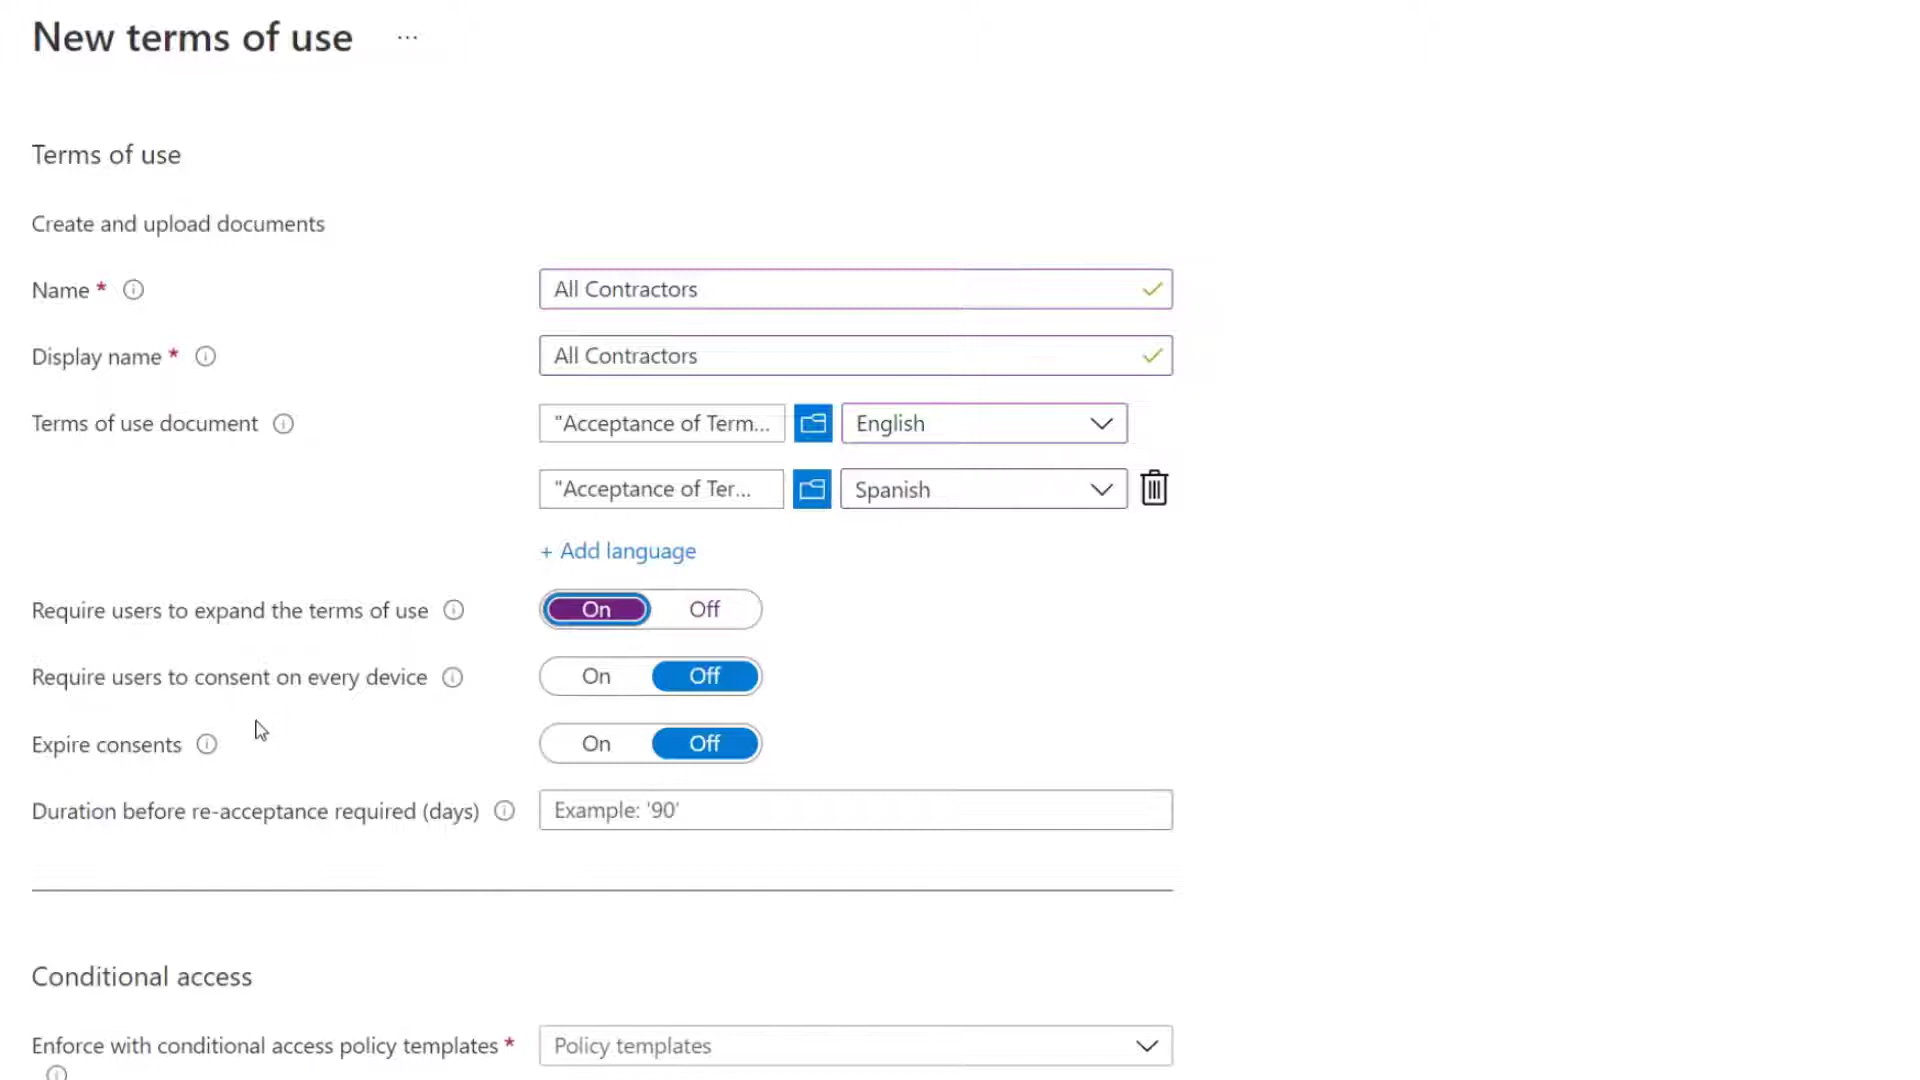 New terms of use ...
Terms of use
Create and upload documents
Name *
All Contractors
Display name *
All Contractors
Terms of use document
"Acceptance of Term...
English
"Acceptance of Ter...
Spanish
+ Add language
Require users to expand the terms of use
On Off
Require users to consent on every device
On Off
Expire consents
On Off
Duration before re-acceptance required (days)
Example: '90'
Conditional access
Enforce with conditional access policy templates *
Policy templates